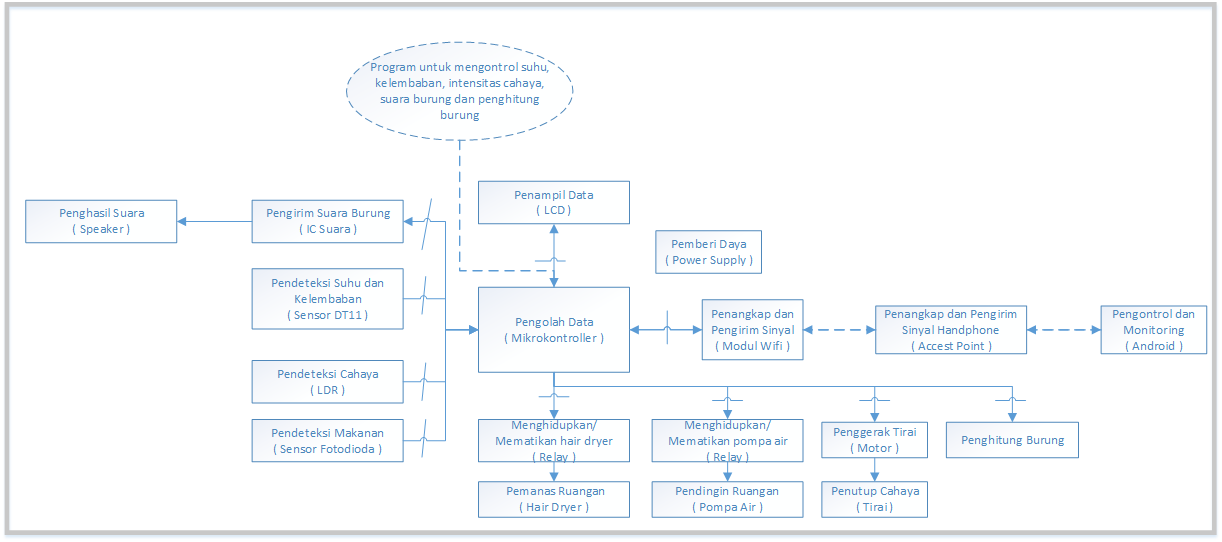 Program untuk mengontrol suhu,
kelembaban, intensitas cahaya,
suara burung dan penghitung
burung
Penampil Data
( LCD )
Penghasil Suara
( Speaker )
Pengirim Suara Burung
( IC Suara )
Pemberi Daya
( Power Supply )
Pendeteksi Suhu dan
Kelembaban
( Sensor DT11 )
Pengolah Data
( Mikrokontroller )
Penangkap dan
Pengirim Sinyal
( Modul Wifi )
Penangkap dan Pengirim
Sinyal Handphone
( Accest Point )
Pengontrol dan
Monitoring
( Android )
Pendeteksi Cahaya
( LDR )
Pendeteksi Makanan
( Sensor Fotodioda )
Menghidupkan/
Mematikan hair dryer
( Relay )
Menghidupkan/
Mematikan pompa air
( Relay )
Penggerak Tirai
( Motor )
Penghitung Burung
Pemanas Ruangan
( Hair Dryer )
Pendingin Ruangan
( Pompa Air )
Penutup Cahaya
( Tirai )